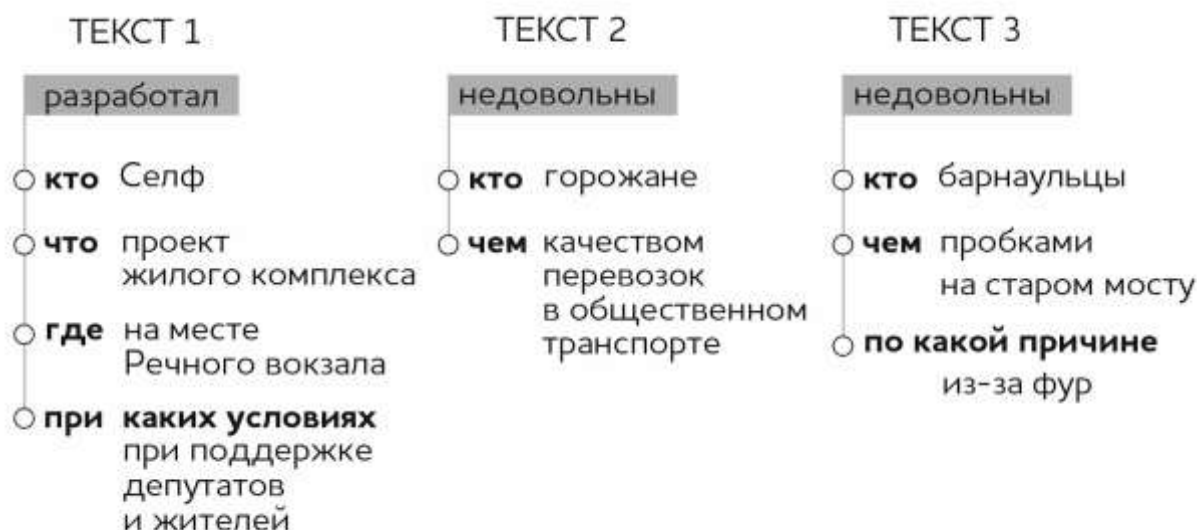 ТЕКСТ 1
разработал
кто Селф
что проект
жилого комплекса
где на месте
Речного вокзала
при каких условиях
при поддержке
депутатов
и жителей
ТЕКСТ 2
недовольны
кто горожане
чем качеством
перевозок
в общественном
транспорте
ТЕКСТ 3
недовольны
кто барнаульцы
чем пробками
на старом мосту
по какой причине
из-за фур